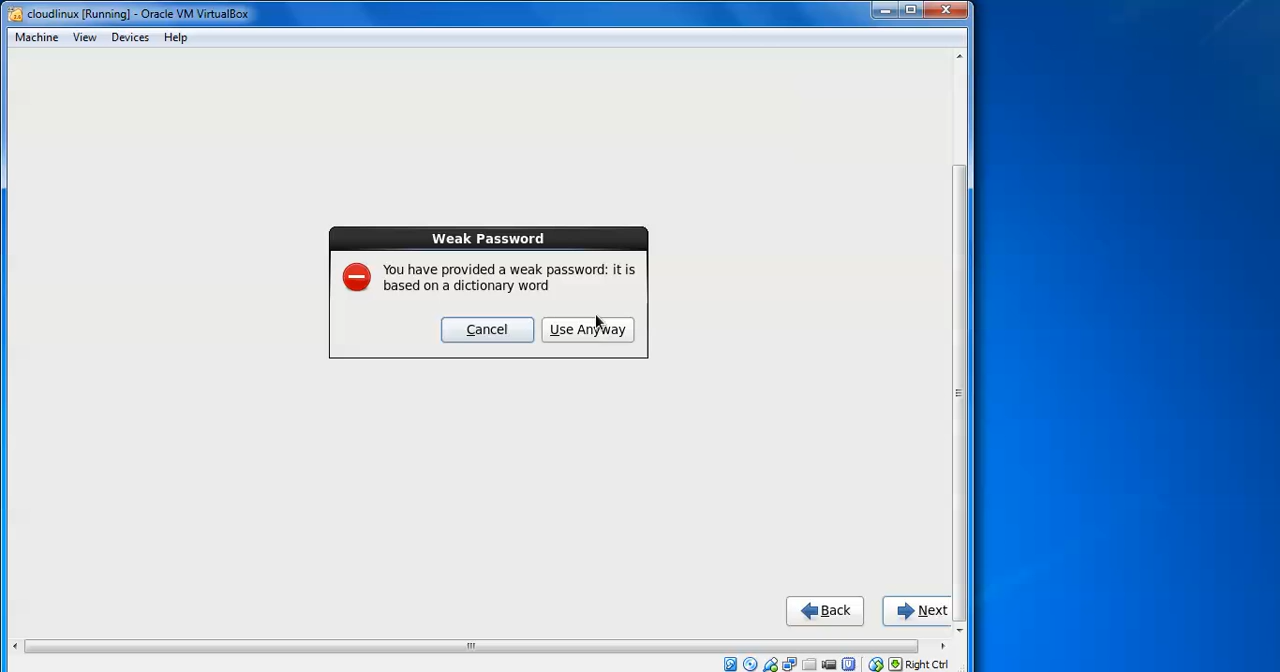 cloudlinux [Running] - Oracle VM VirtualBox
Machine View Devices Help
Weak Password
You have provided a weak password: it is
based on a dictionary word
Cancel Use Anyway
Back Next
Right Ctrl